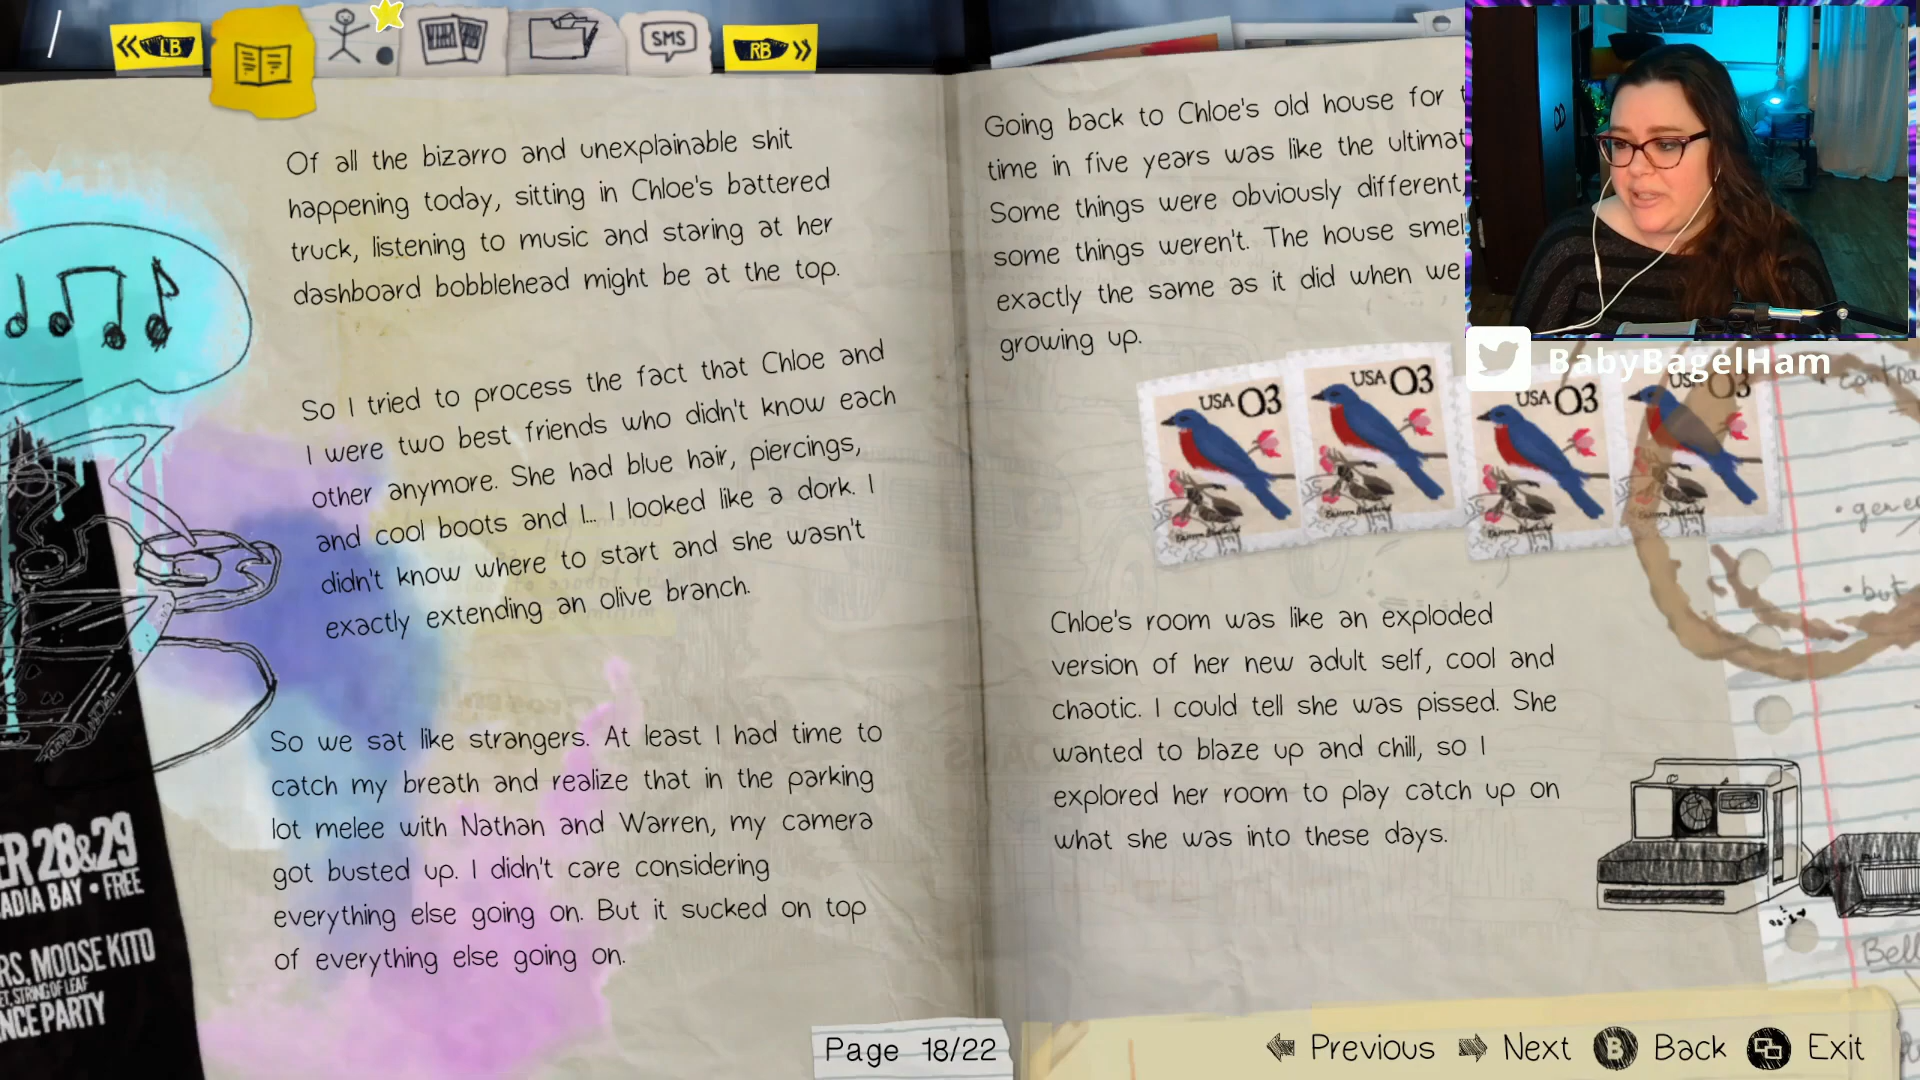 LB
SMS
RB
Of all the bizarro and unexplainable shit
happening today, sitting in Chloe's battered
truck, listening to music and staring at her
dashboard bobblehead might be at the top.
So I tried to process the fact that Chloe and
I were two best friends who didn't know each
other anymore. She had blue hair, piercings,
and cool boots and I... I looked like a dork. I
didn't know where to start and she wasn't
exactly extending an olive branch.
So we sat like strangers. At least I had time to
catch my breath and realize that in the parking
lot melee with Nathan and Warren, my camera
got busted up. I didn't care considering
everything else going on. But it sucked on top
of everything else going on.
ER 28&29
ADIA BAY • FREE
RS, MOOSE KITO
ET, STRING OF LEAF
NCE PARTY
Going back to Chloe's old house for
time in five years was like the ultimat
Some things were obviously different,
some things weren't. The house smel
exactly the same as it did when we
growing up.
BabyBagelHam
USA 03
USA 03
USA 03
USA 03
Chloe's room was like an exploded
version of her new adult self, cool and
chaotic. I could tell she was pissed. She
wanted to blaze up and chill, so I
explored her room to play catch up on
what she was into these days.
• but
Bell
Page 18/22
Previous
Next
B Back
Exit